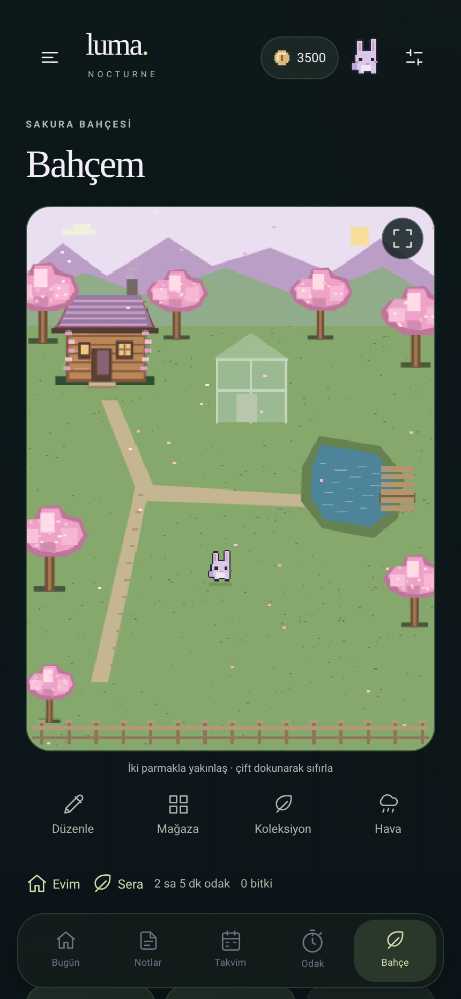 luma.
NOCTURNE
3500
SAKURA BAHÇESİ
Bahçem
İki parmakla yakınlaş · çift dokunarak sıfırla
Düzenle
Mağaza
Koleksiyon
Hava
Evim
Sera
2 sa 5 dk odak
0 bitki
Bugün
Notlar
Takvim
Odak
Bahçe